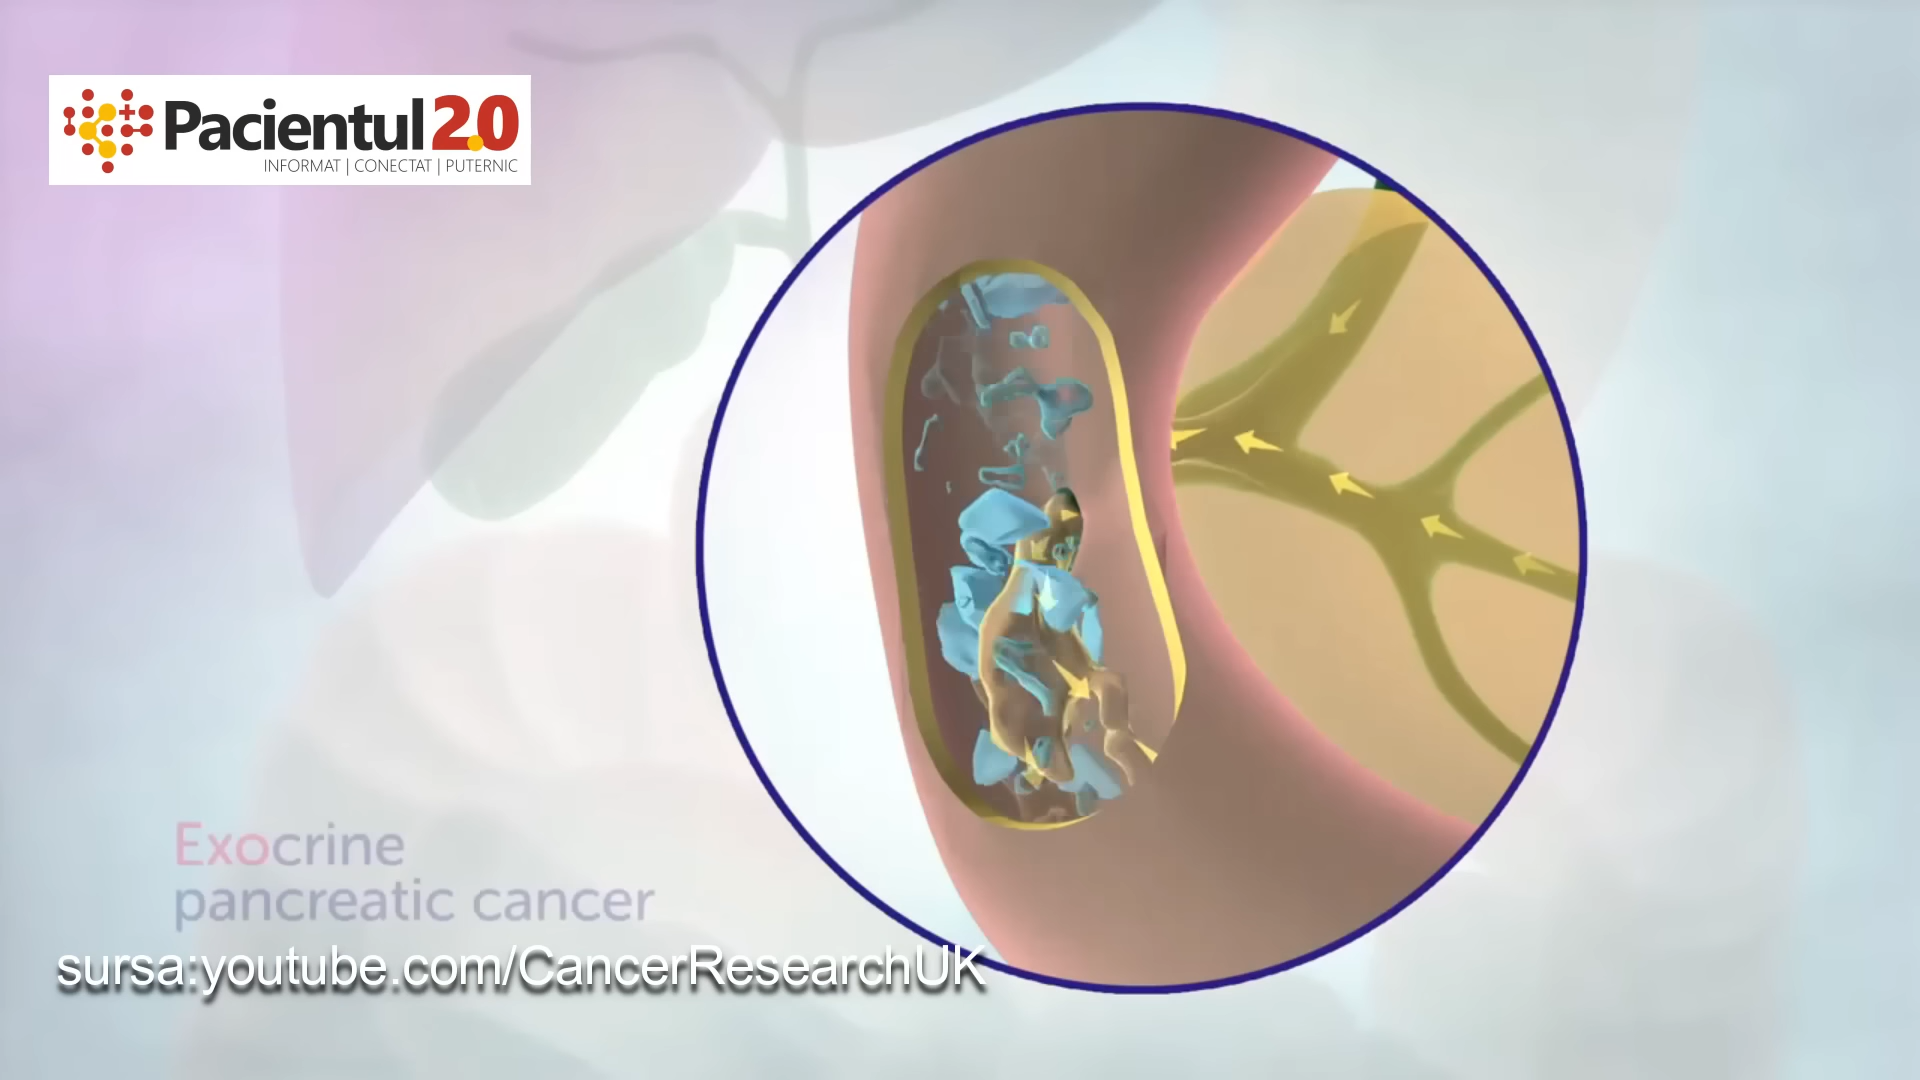 Pacientul 2.0
INFORMAT | CONECTAT | PUTERNIC
Exocrine
pancreatic cancer
sursa:youtube.com/CancerResearchUK